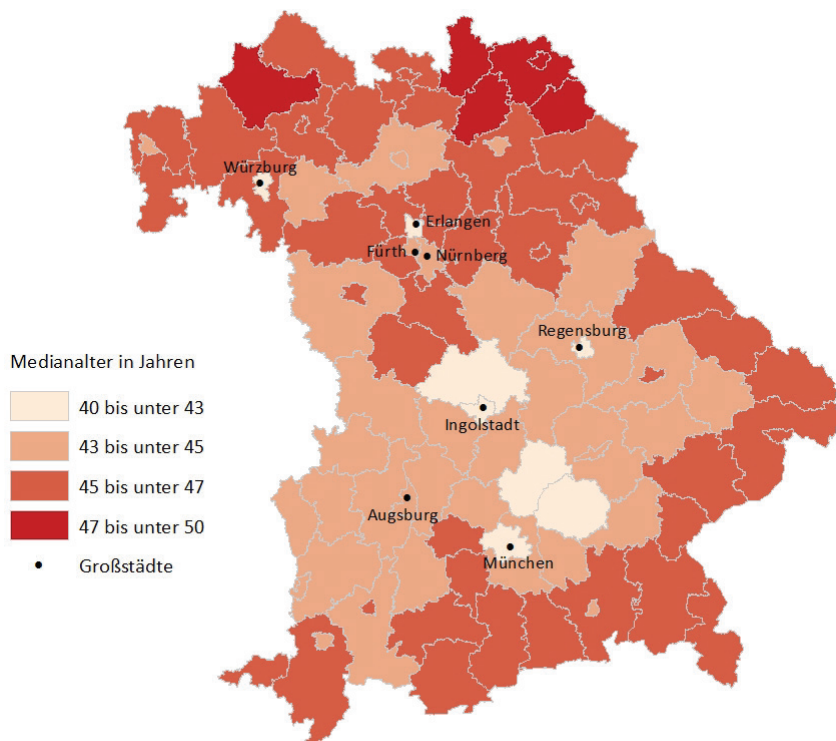 Würzburg
Erlangen
Fürth
Nürnberg
Regensburg
Medianalter in Jahren
40 bis unter 43
43 bis unter 45
45 bis unter 47
47 bis unter 50
Großstädte
Ingolstadt
Augsburg
München